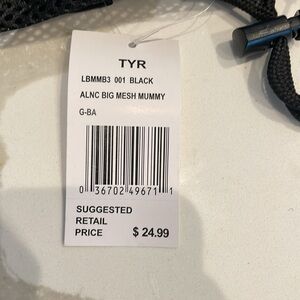 TYR
LBMMB3 001 BLACK
ALNC BIG MESH MUMMY
G-BA
0 36702 49671 1
SUGGESTED
RETAIL
PRICE $ 24.99